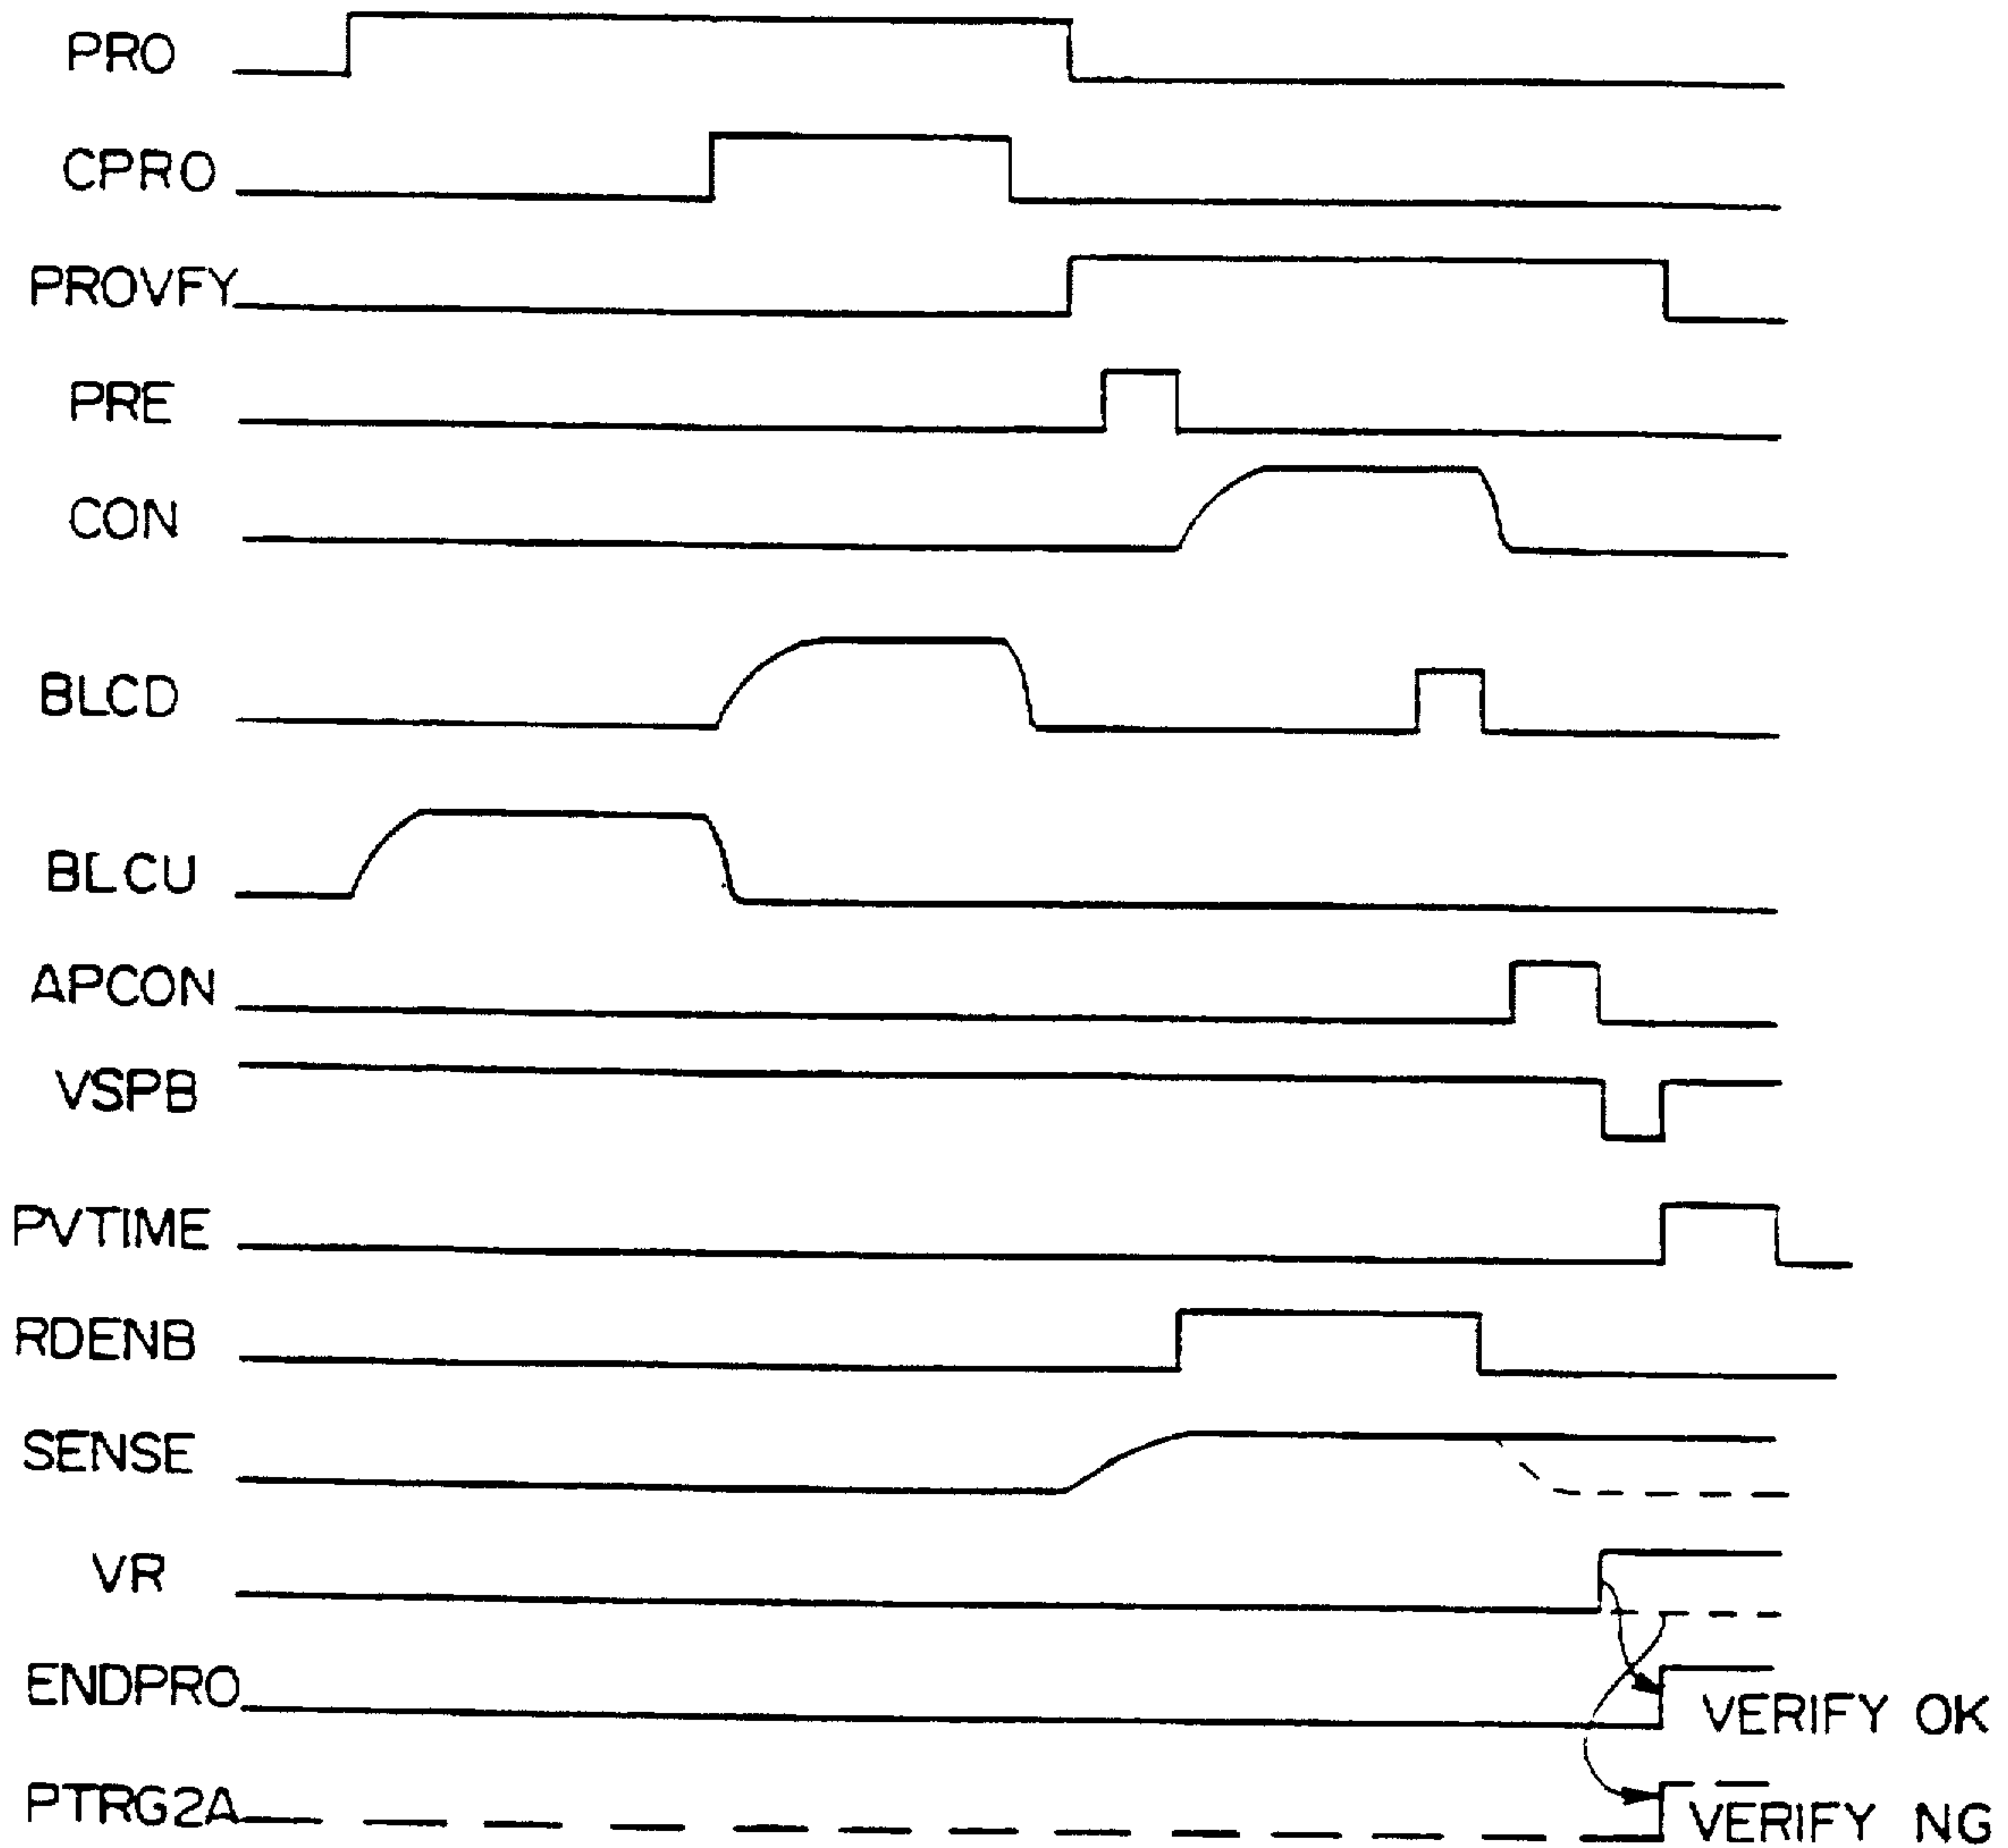 PRO
CPRO
PROVFY
PRE
CON
BLCD
BLCU
APCON
VSPB
PVTIME
RDENB
SENSE
VR
ENDPRO
VERIFY OK
PTRG2A
VERIFY NG